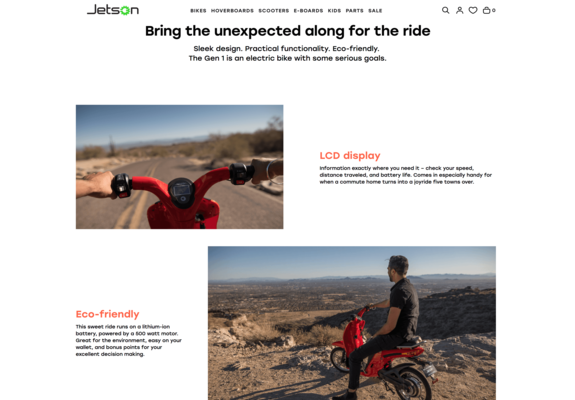 Jetson
BIKES HOVERBOARDS SCOOTERS E-BOARDS KIDS PARTS SALE
0
Bring the unexpected along for the ride
Sleek design. Practical functionality. Eco-friendly.
The Gen 1 is an electric bike with some serious goals.
LCD display
Information exactly where you need it — check your speed,
distance traveled, and battery life. Comes in especially handy for
when a commute home turns into a joyride five towns over.
Eco-friendly
This sweet ride runs on a lithium-ion
battery, powered by a 500 watt motor.
Great for the environment, easy on your
wallet, and bonus points for your
excellent decision making.